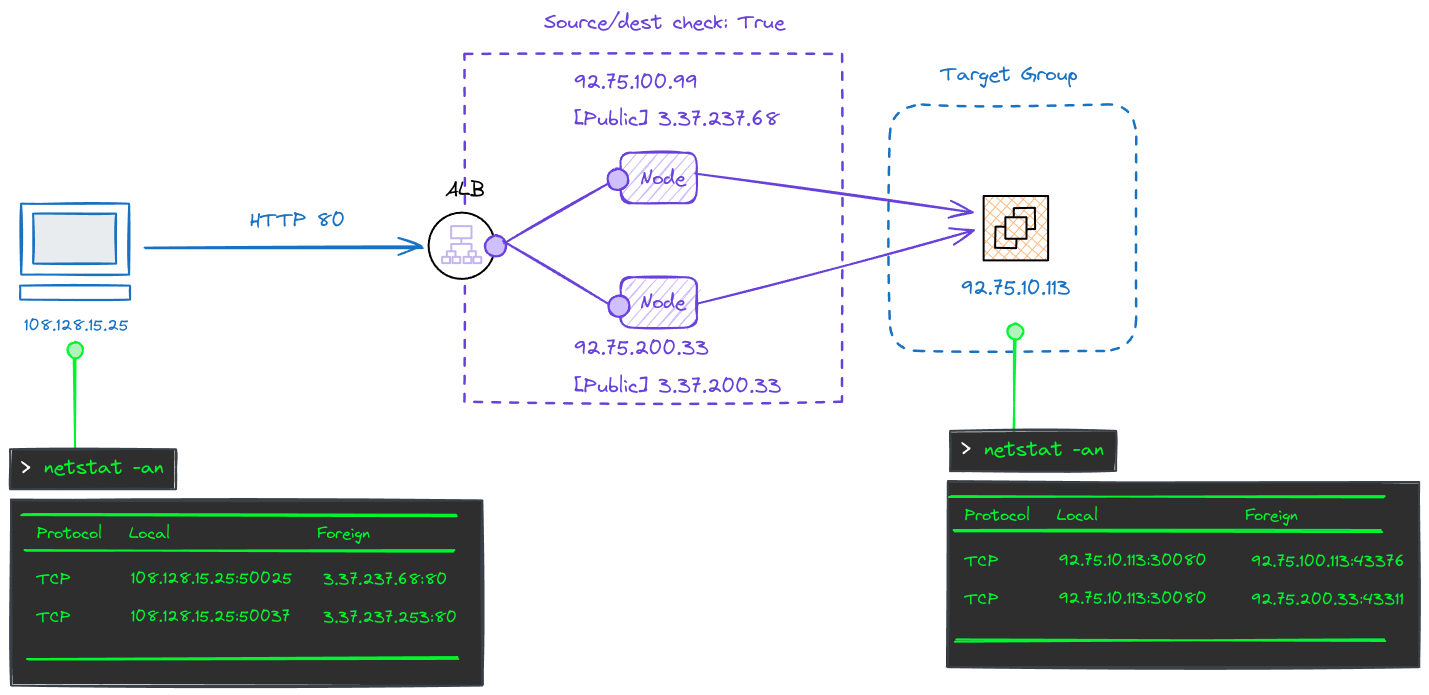 Source/dest check: True
92.75.100.99
[Public] 3.37.237.68
Target Group
ALB
Node
HTTP 80
Node
92.75.10.113
108.128.15.25
92.75.200.33
[Public] 3.37.200.33
> netstat -an
Protocol Local Foreign
TCP 108.128.15.25:50025 3.37.237.68:80
TCP 108.128.15.25:50037 3.37.237.253:80
> netstat -an
Protocol Local Foreign
TCP 92.75.10.113:30080 92.75.100.113:43376
TCP 92.75.10.113:30080 92.75.200.33:43311